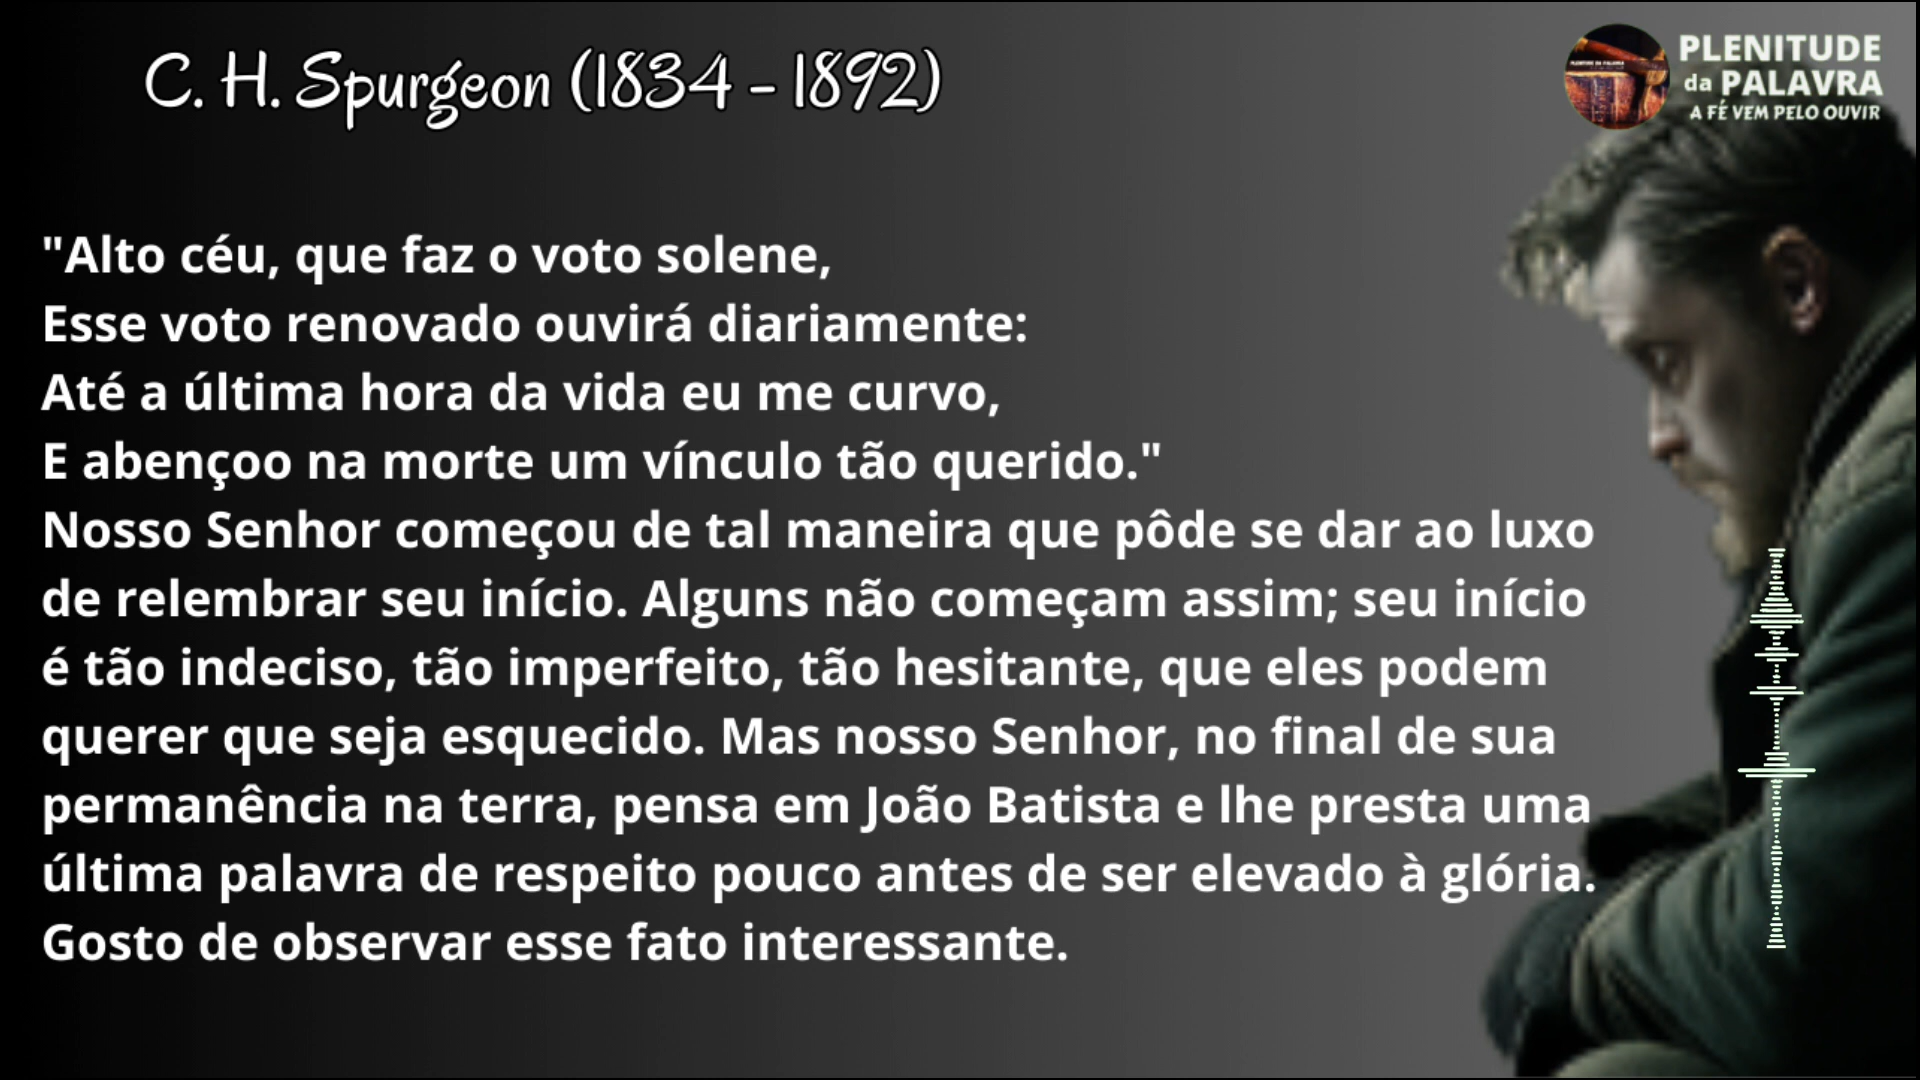 C. H. Spurgeon (1834 - 1892)
PLENITUDE
da PALAVRA
A FÉ VEM PELO OUVIR
"Alto céu, que faz o voto solene,
Esse voto renovado ouvirá diariamente:
Até a última hora da vida eu me curvo,
E abençoo na morte um vínculo tão querido."
Nosso Senhor começou de tal maneira que pôde se dar ao luxo
de relembrar seu início. Alguns não começam assim; seu início
é tão indeciso, tão imperfeito, tão hesitante, que eles podem
querer que seja esquecido. Mas nosso Senhor, no final de sua
permanência na terra, pensa em João Batista e lhe presta uma
última palavra de respeito pouco antes de ser elevado à glória.
Gosto de observar esse fato interessante.